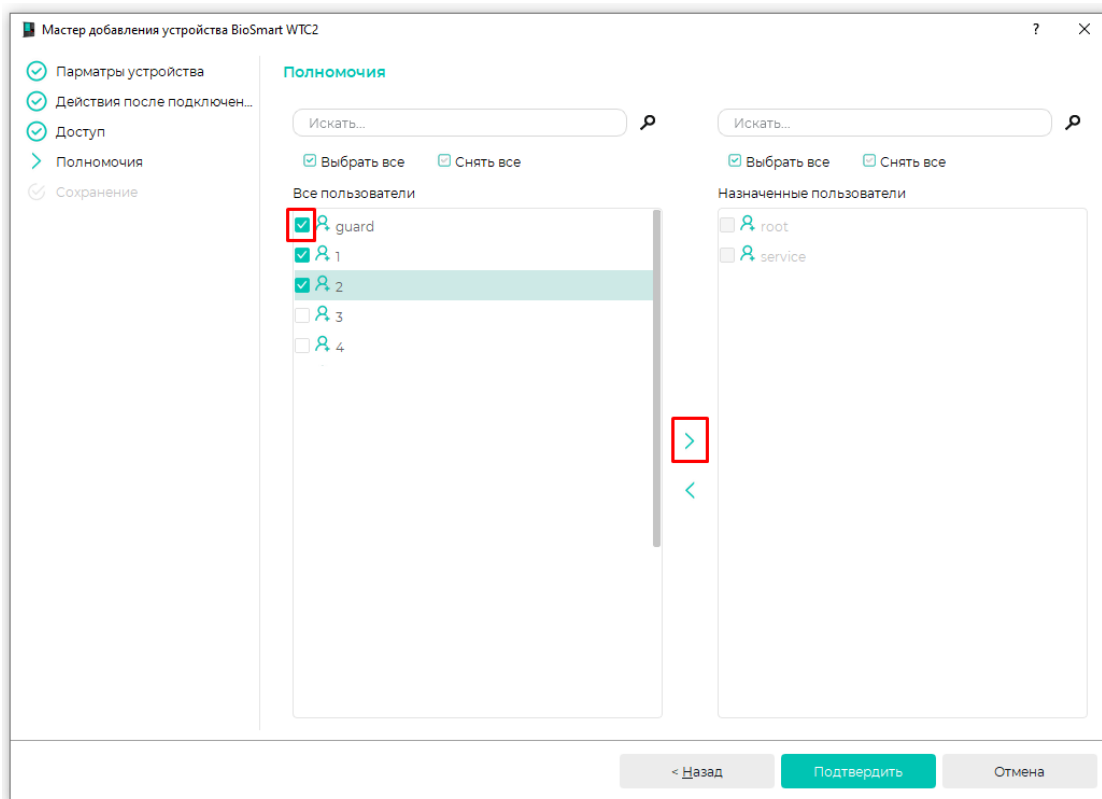 Мастер добавления устройства BioSmart WTC2
?
Парматры устройства
Действия после подключен...
Доступ
Полномочия
Сохранение
Полномочия
Искать...
Выбрать все
Снять все
Все пользователи
guard
1
2
3
4
Искать...
Выбрать все
Снять все
Назначенные пользователи
root
service
< Назад
Подтвердить
Отмена